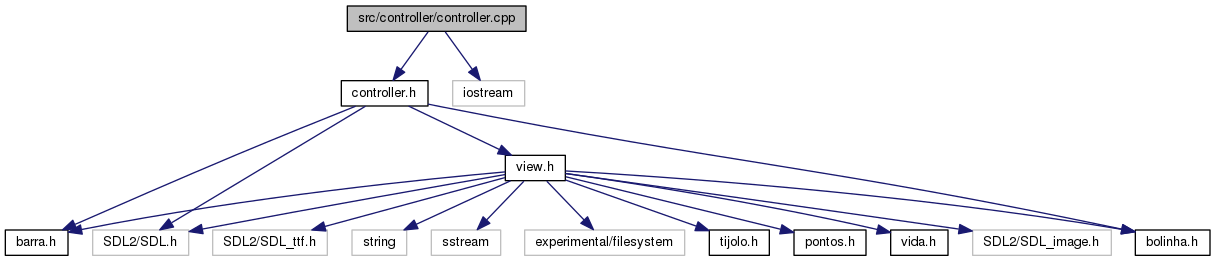 src/controller/controller.cpp
controller.h
iostream
view.h
barra.h
SDL2/SDL.h
SDL2/SDL_ttf.h
string
sstream
experimental/filesystem
tijolo.h
pontos.h
vida.h
SDL2/SDL_image.h
bolinha.h